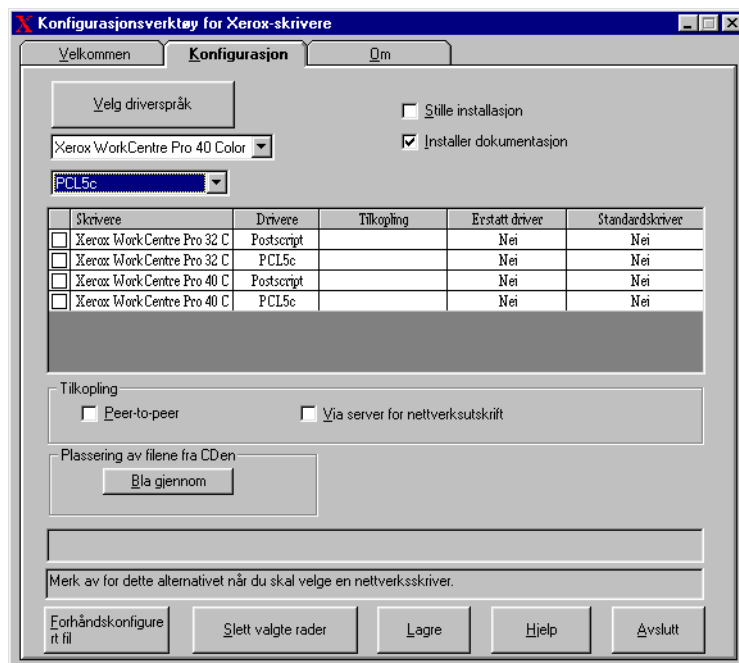 Konfigurasjonsverktøy for Xerox-skrivere
Velkommen Konfigurasjon Om
Velg driverspråk
Stille installasjon
Installer dokumentasjon
Xerox WorkCentre Pro 40 Color
PCL5c
Skrivere Drivere Tilkopling Erstatt driver Standardskriver
Xerox WorkCentre Pro 32 C Postscript Nei Nei
Xerox WorkCentre Pro 32 C PCL5c Nei Nei
Xerox WorkCentre Pro 40 C Postscript Nei Nei
Xerox WorkCentre Pro 40 C PCL5c Nei Nei
Tilkopling
Peer-to-peer Via server for nettverksutskrift
Plassering av filene fra CDen
Bla gjennom
Merk av for dette alternativet når du skal velge en nettverksskriver.
Forhåndskonfigure
rt fil
Slett valgte rader Lagre Hjelp Avslutt